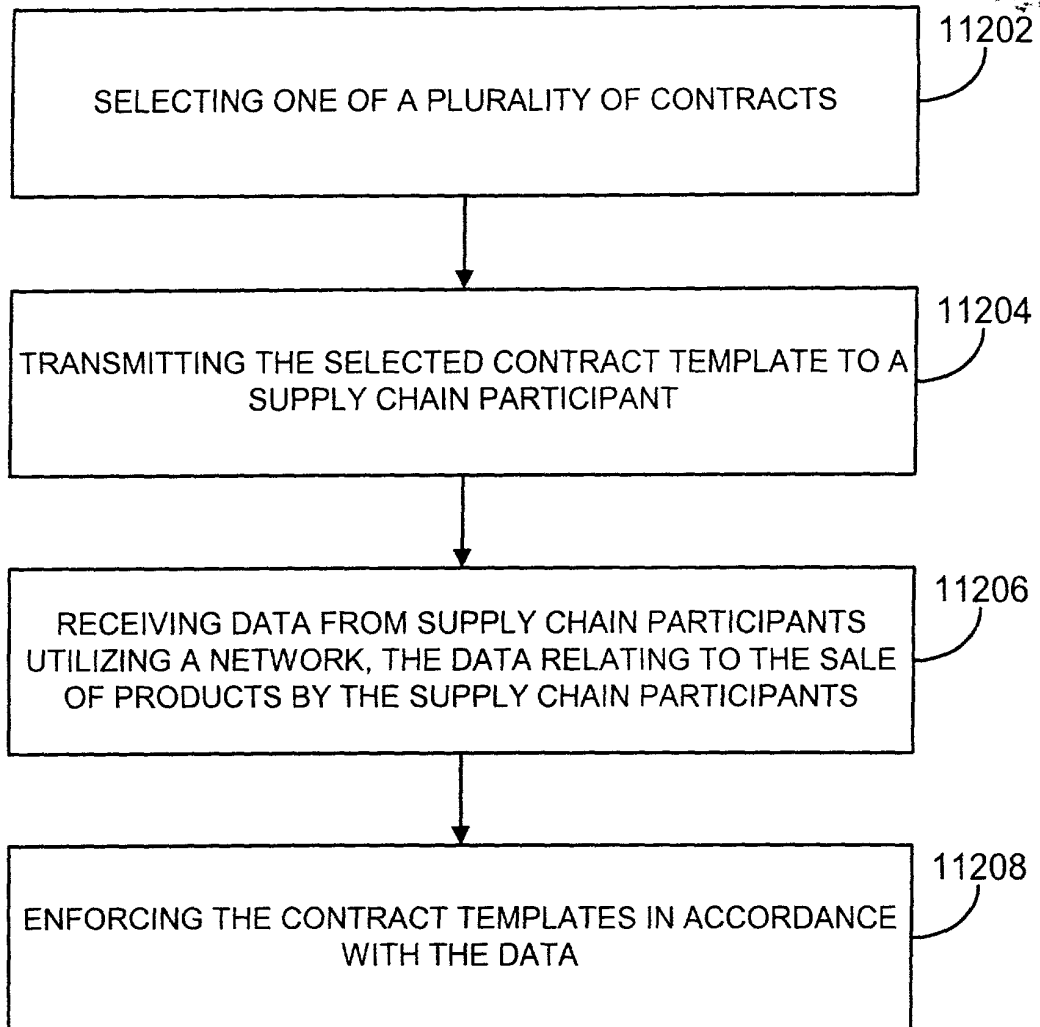 11202
SELECTING ONE OF A PLURALITY OF CONTRACTS
11204
TRANSMITTING THE SELECTED CONTRACT TEMPLATE TO A
SUPPLY CHAIN PARTICIPANT
11206
RECEIVING DATA FROM SUPPLY CHAIN PARTICIPANTS
UTILIZING A NETWORK, THE DATA RELATING TO THE SALE
OF PRODUCTS BY THE SUPPLY CHAIN PARTICIPANTS
11208
ENFORCING THE CONTRACT TEMPLATES IN ACCORDANCE
WITH THE DATA